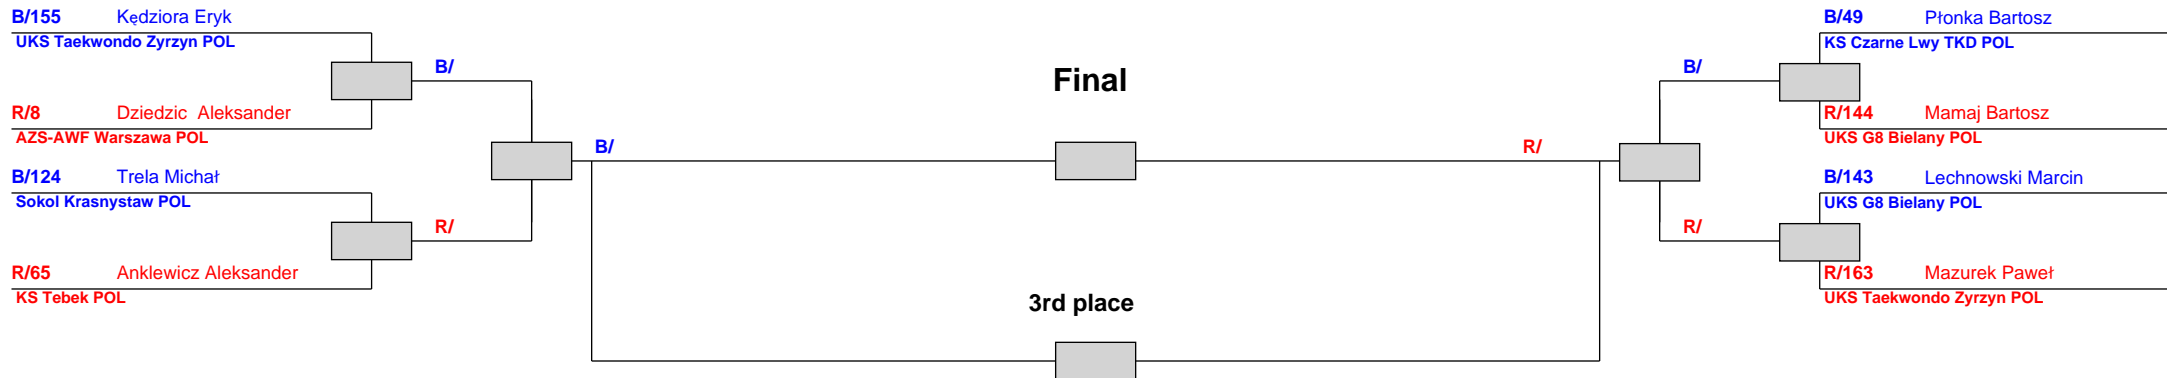 B/155 Kędziora Eryk
UKS Taekwondo Zyrzyn POL
B/
R/8 Dziedzic Aleksander
AZS-AWF Warszawa POL
B/
B/124 Trela Michał
Sokol Krasnystaw POL
R/
R/65 Anklewicz Aleksander
KS Tebek POL
Final
3rd place
B/49 Płonka Bartosz
KS Czarne Lwy TKD POL
B/
R/144 Mamaj Bartosz
UKS G8 Bielany POL
R/
B/143 Lechnowski Marcin
UKS G8 Bielany POL
R/
R/163 Mazurek Paweł
UKS Taekwondo Zyrzyn POL